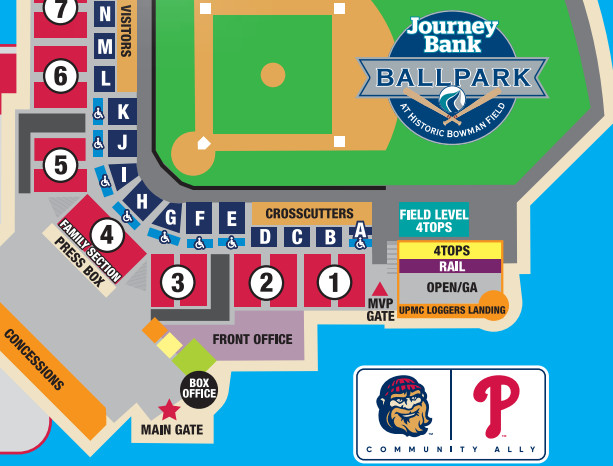 7
N
VISITORS
M
6
L
K
J
5
I
H
G
F
E
4
FAMILY SECTION
PRESS BOX
CROSSCUTTERS
D
C
B
A
3
2
1
Journey
Bank
BALLPARK
AT HISTORIC BOWMAN FIELD
FIELD LEVEL
4TOPS
4TOPS
RAIL
OPEN/GA
UPMC LOGGERS LANDING
MVP
GATE
FRONT OFFICE
CONCESSIONS
BOX
OFFICE
MAIN GATE
P
COMMUNITY ALLY